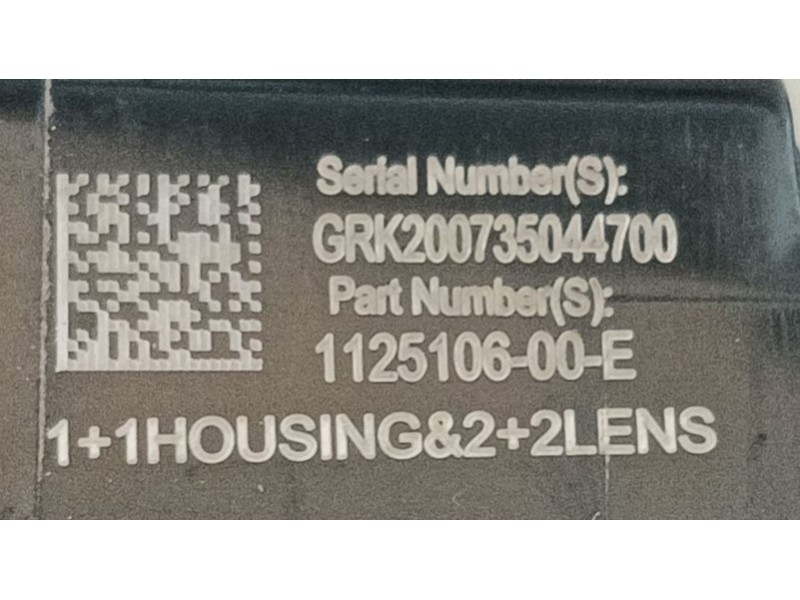 Serial Number(S):
GRK200735044700
Part Number(S):
1125106-00-E
1+1HOUSING&2+2LENS